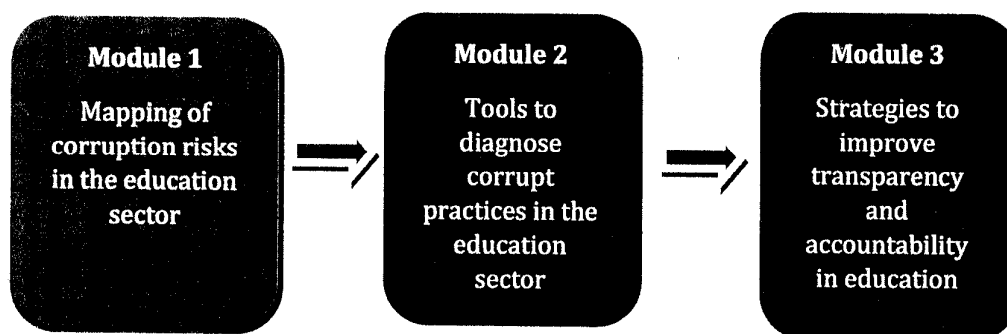 Module 1
Mapping of
corruption risks
in the education
sector
Module 2
Tools to
diagnose
corrupt
practices in the
education
sector
Module 3
Strategies to
improve
transparency
and
accountability
in education